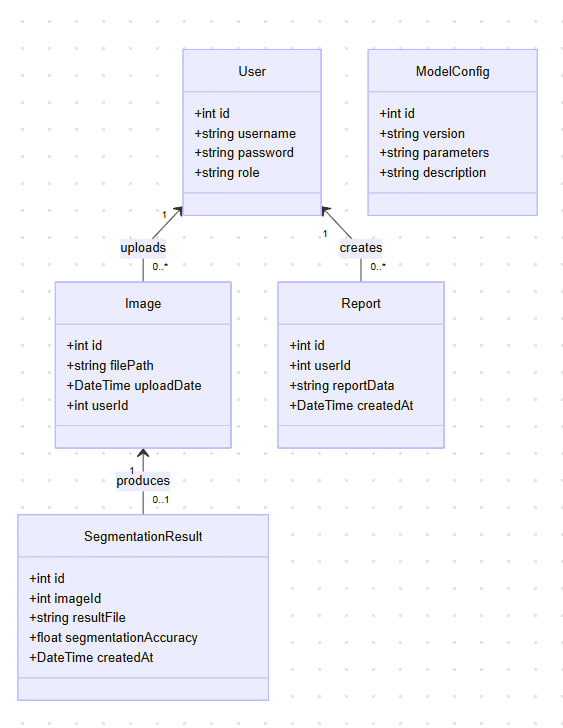 User
+int id
+string username
+string password
+string role
ModelConfig
+int id
+string version
+string parameters
+string description
1
uploads
0..*
1
creates
0..*
Image
+int id
+string filePath
+DateTime uploadDate
+int userId
Report
+int id
+int userId
+string reportData
+DateTime createdAt
1
produces
0..1
SegmentationResult
+int id
+int imageId
+string resultFile
+float segmentationAccuracy
+DateTime createdAt